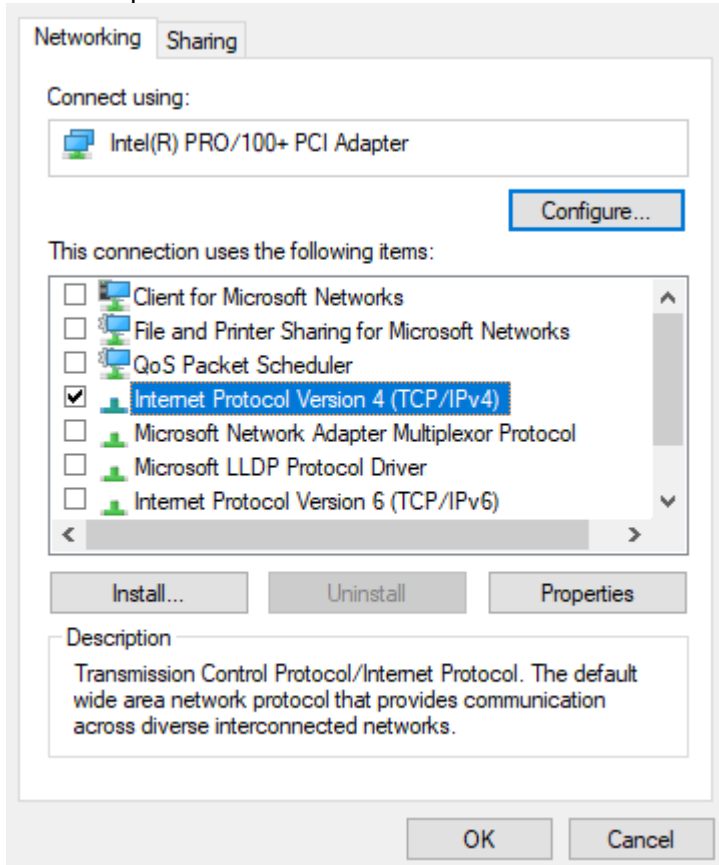 Networking Sharing
Connect using:
Intel(R) PRO/100+ PCI Adapter
Configure...
This connection uses the following items:
Client for Microsoft Networks
File and Printer Sharing for Microsoft Networks
QoS Packet Scheduler
Internet Protocol Version 4 (TCP/IPv4)
Microsoft Network Adapter Multiplexor Protocol
Microsoft LLDP Protocol Driver
Internet Protocol Version 6 (TCP/IPv6)
Install... Uninstall Properties
Description
Transmission Control Protocol/Internet Protocol. The default
wide area network protocol that provides communication
across diverse interconnected networks.
OK Cancel